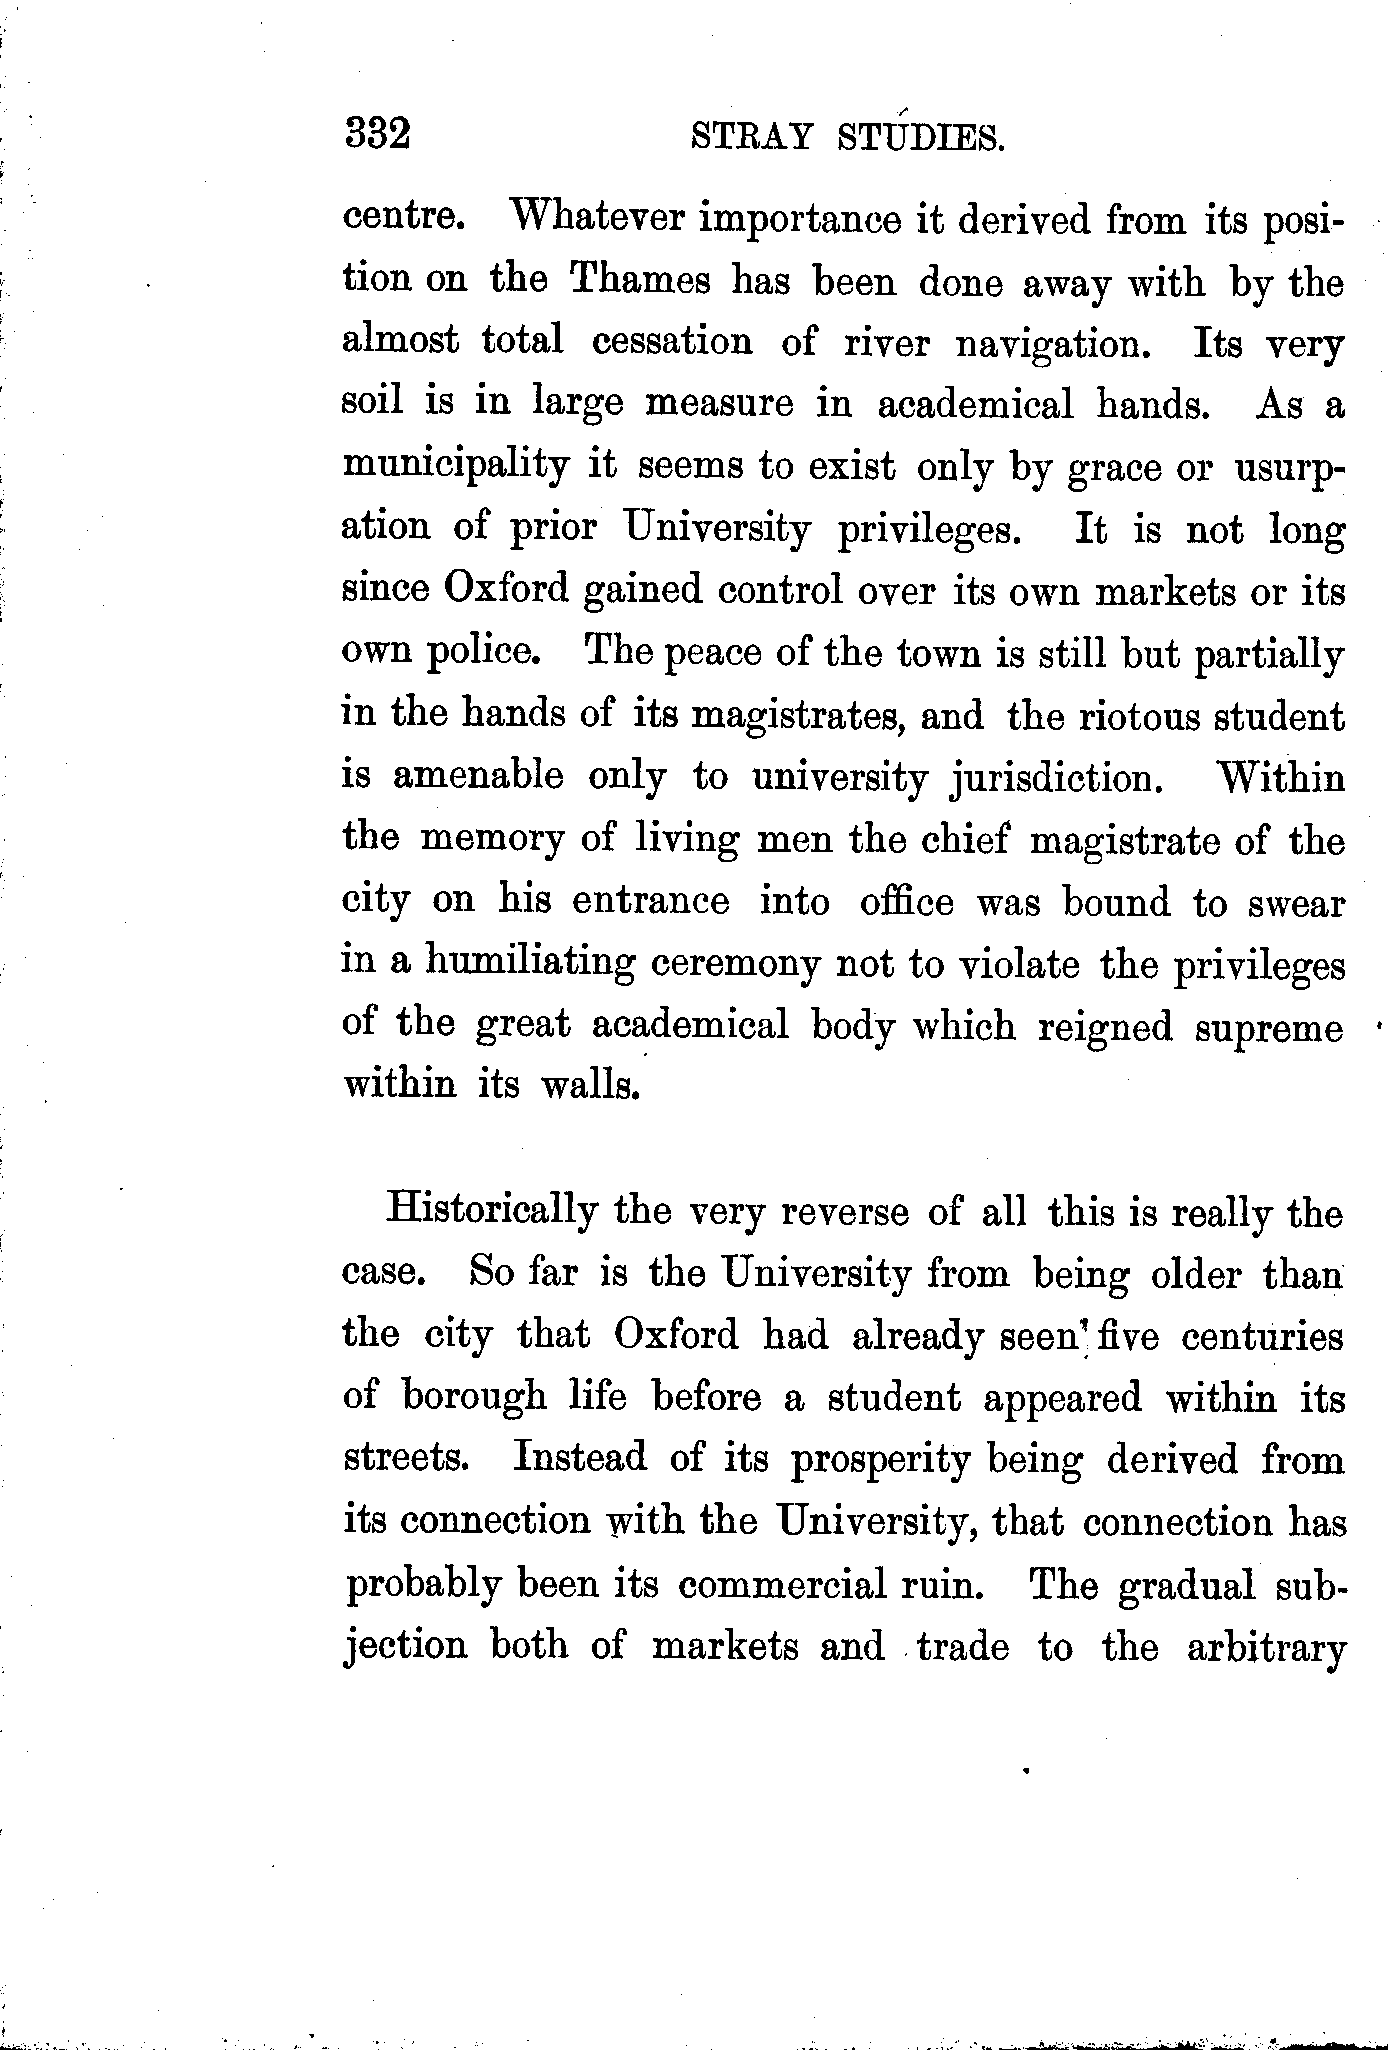 332 STRAY STUDIES.
centre. Whatever importance it derived from its posi-
tion on the Thames has been done away with by the
almost total cessation of river navigation. Its very
soil is in large measure in academical hands. As a
municipality it seems to exist only by grace or usurp-
ation of prior University privileges. It is not long
since Oxford gained control over its own markets or its
own police. The peace of the town is still but partially
in the hands of its magistrates, and the riotous student
is amenable only to university jurisdiction. Within
the memory of living men the chief magistrate of the
city on his entrance into office was bound to swear
in a humiliating ceremony not to violate the privileges
of the great academical body which reigned supreme
within its walls.
Historically the very reverse of all this is really the
case. So far is the University from being older than
the city that Oxford had already seen five centuries
of borough life before a student appeared within its
streets. Instead of its prosperity being derived from
its connection with the University, that connection has
probably been its commercial ruin. The gradual sub-
jection both of markets and trade to the arbitrary